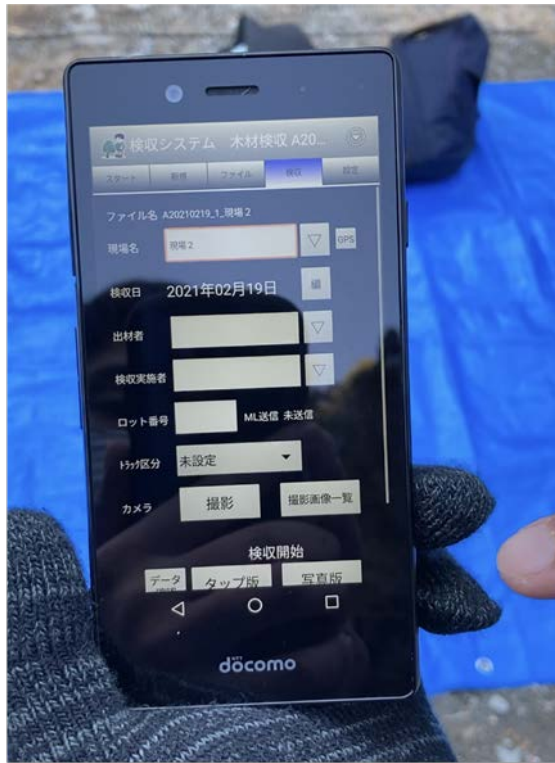 検収システム 木材検収 A20...
スタート 野帳 ファイル 検収 設定
ファイル名 A20210219_1_現場2
現場名 現場2 ▽ GPS
検収日 2021年02月19日 編
出材者 ▽
検収実施者 ▽
ロット番号 ML送信 未送信
トラック区分 未設定
カメラ 撮影 撮影画像一覧
検収開始
データ タップ版 写真版
NTT
docomo